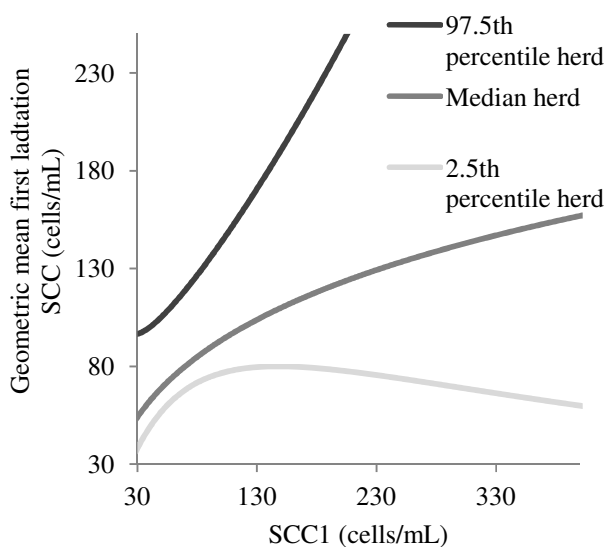 97.5th
percentile herd
Median herd
2.5th
percentile herd
230
180
130
80
30
Geometric mean first ladtation
SCC (cells/mL)
30 130 230 330
SCC1 (cells/mL)